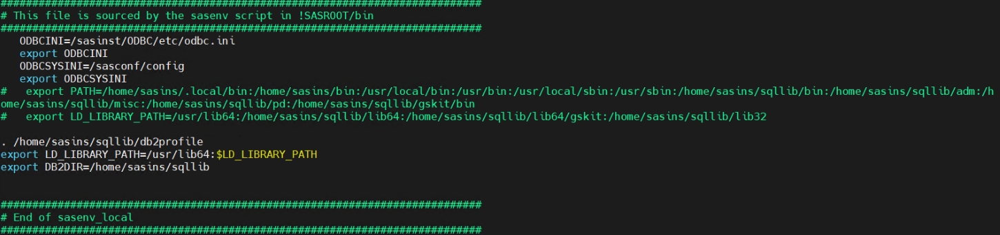 ############################################################################
# This file is sourced by the sasenv script in !SASROOT/bin
############################################################################
   ODBCINI=/sasinst/ODBC/etc/odbc.ini
   export ODBCINI
   ODBCSYSINI=/sasconf/config
   export ODBCSYSINI
#   export PATH=/home/sasins/.local/bin:/home/sasins/bin:/usr/local/bin:/usr/bin:/usr/local/sbin:/usr/sbin:/home/sasins/sqllib/bin:/home/sasins/sqllib/adm:/h
ome/sasins/sqllib/misc:/home/sasins/sqllib/pd:/home/sasins/sqllib/gskit/bin
#   export LD_LIBRARY_PATH=/usr/lib64:/home/sasins/sqllib/lib64:/home/sasins/sqllib/lib64/gskit:/home/sasins/sqllib/lib32
. /home/sasins/sqllib/db2profile
export LD_LIBRARY_PATH=/usr/lib64:$LD_LIBRARY_PATH
export DB2DIR=/home/sasins/sqllib
############################################################################
# End of sasenv_local
############################################################################